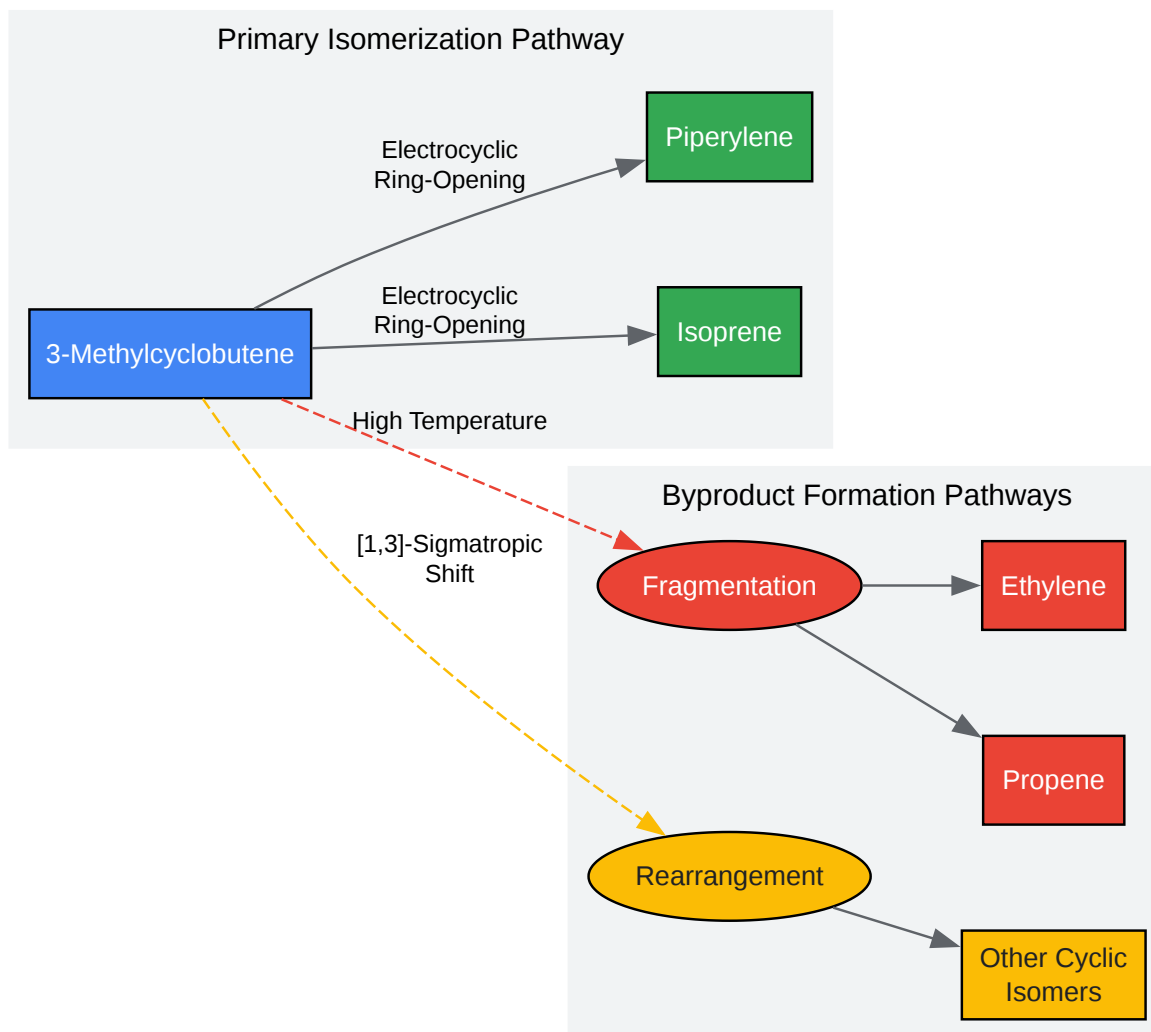 Primary Isomerization Pathway
Piperylene
Electrocyclic
Ring-Opening
Electrocyclic
Ring-Opening
Isoprene
3-Methylcyclobutene
High Temperature
Byproduct Formation Pathways
[1,3]-Sigmatropic
Shift
Fragmentation
Ethylene
Propene
Rearrangement
Other Cyclic
Isomers